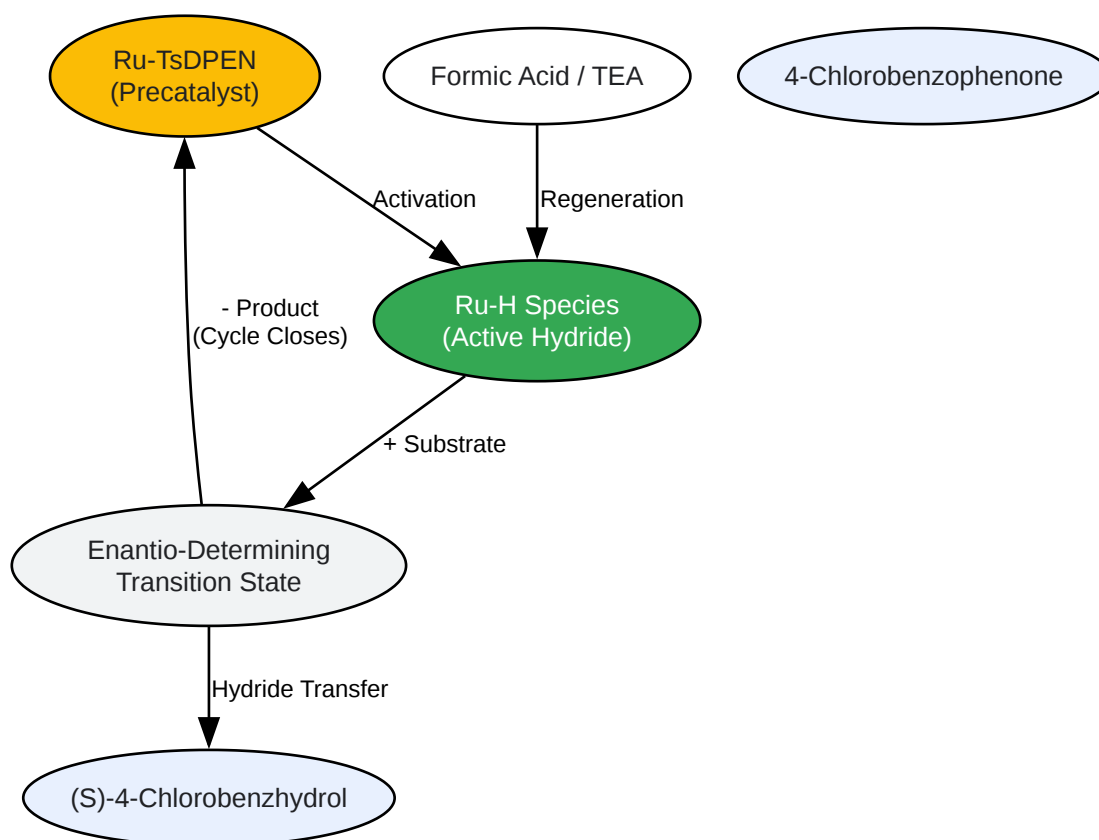 Ru-TsDPEN
(Precatalyst)
Formic Acid / TEA
4-Chlorobenzophenone
Activation
Regeneration
Ru-H Species
(Active Hydride)
- Product
(Cycle Closes)
+ Substrate
Enantio-Determining
Transition State
Hydride Transfer
(S)-4-Chlorobenzhydrol